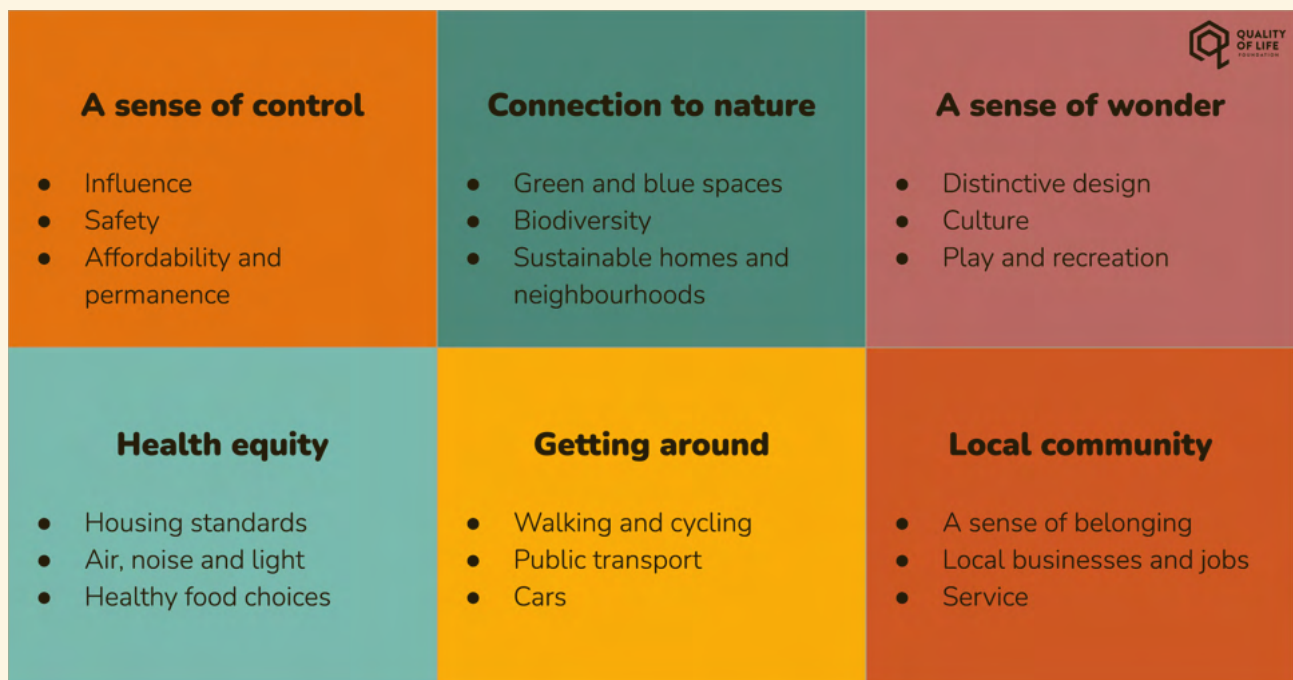 QUALITY
OF LIFE
FOUNDATION
A sense of control
● Influence
● Safety
● Affordability and
permanence
Connection to nature
● Green and blue spaces
● Biodiversity
● Sustainable homes and
neighbourhoods
A sense of wonder
● Distinctive design
● Culture
● Play and recreation
Health equity
● Housing standards
● Air, noise and light
● Healthy food choices
Getting around
● Walking and cycling
● Public transport
● Cars
Local community
● A sense of belonging
● Local businesses and jobs
● Service